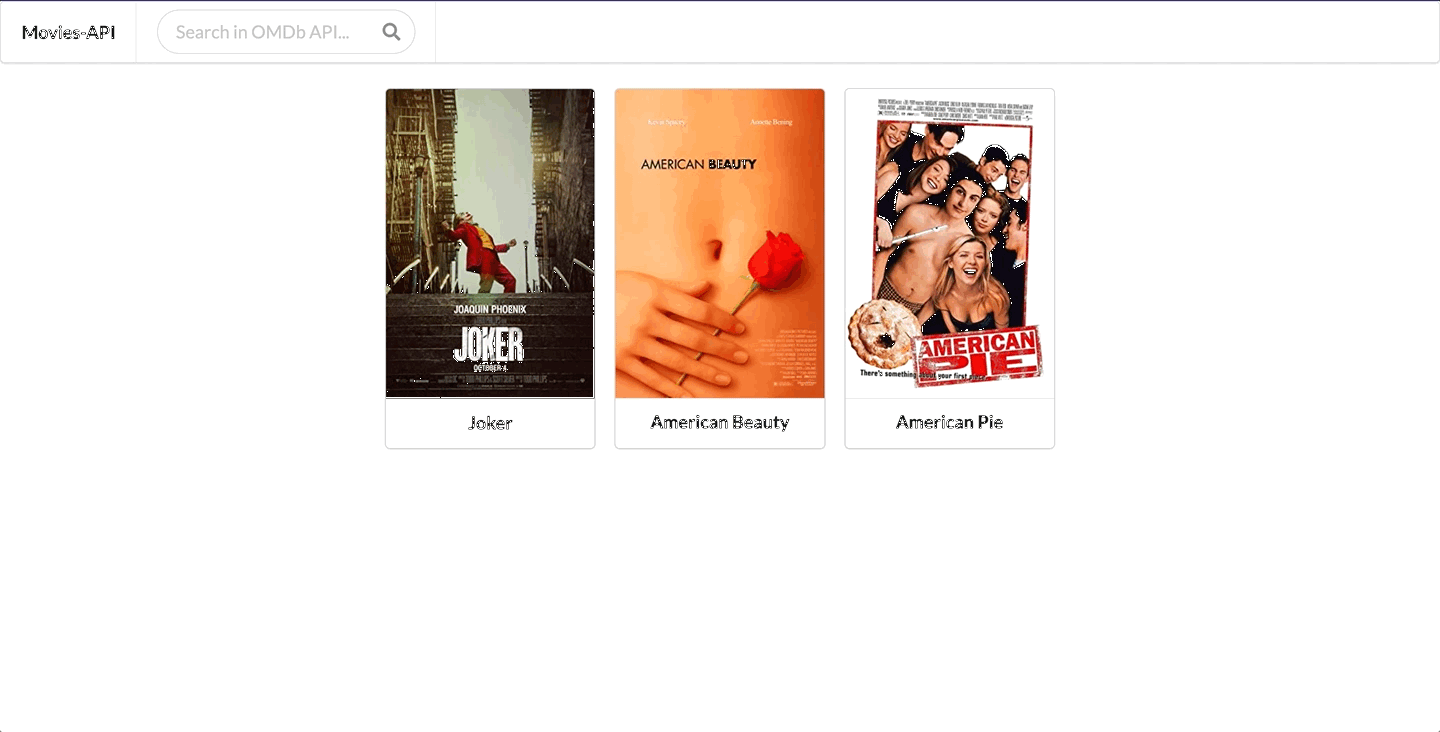 Movies-API
Search in OMDb API...
JOAQUIN PHOENIX
JOKER
OCTOBER 4
Joker
Kevin Spacey Annette Bening
AMERICAN BEAUTY
American Beauty
AMERICAN
PIE
There's something about your first piece
American Pie